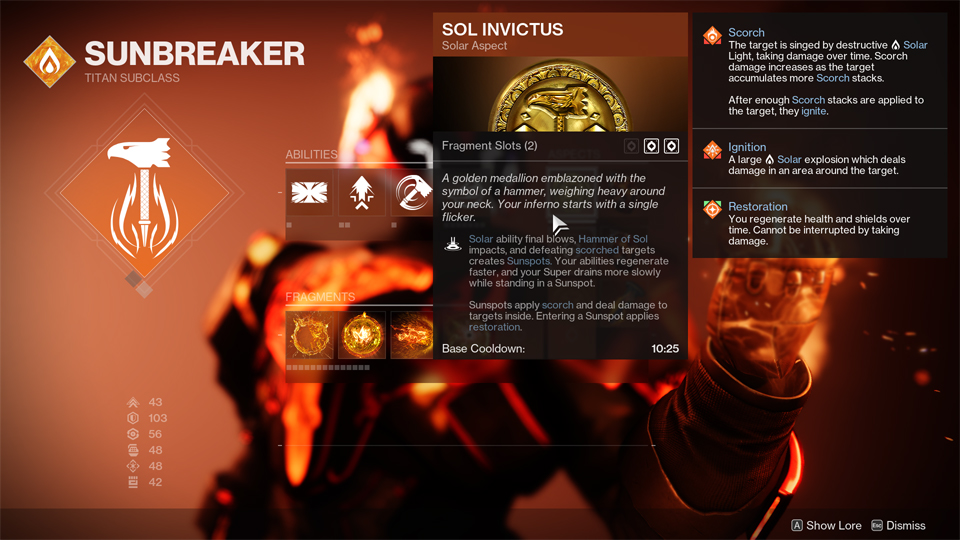 SUNBREAKER
TITAN SUBCLASS
ABILITIES
FRAGMENTS
43
103
56
48
48
42
SOL INVICTUS
Solar Aspect
Fragment Slots (2)
A golden medallion emblazoned with the
symbol of a hammer, weighing heavy around
your neck. Your inferno starts with a single
flicker.
Solar ability final blows, Hammer of Sol
impacts, and defeating scorched targets
creates Sunspots. Your abilities regenerate
faster, and your Super drains more slowly
while standing in a Sunspot.
Sunspots apply scorch and deal damage to
targets inside. Entering a Sunspot applies
restoration.
Base Cooldown: 10:25
Scorch
The target is singed by destructive Solar
Light, taking damage over time. Scorch
damage increases as the target
accumulates more Scorch stacks.
After enough Scorch stacks are applied to
the target, they ignite.
Ignition
A large Solar explosion which deals
damage in an area around the target.
Restoration
You regenerate health and shields over
time. Cannot be interrupted by taking
damage.
A Show Lore Esc Dismiss